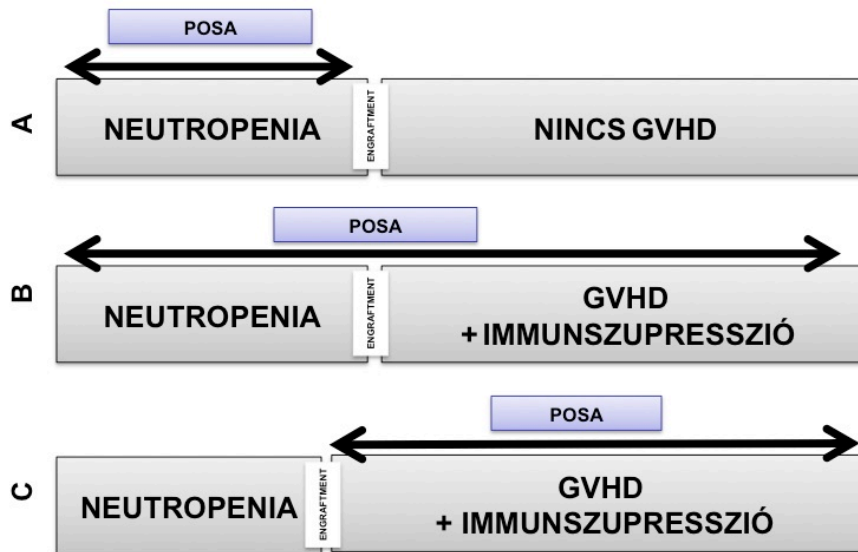 POSA
A
NEUTROPENIA
ENGRAFTMENT
NINCS GVHD
POSA
B
NEUTROPENIA
ENGRAFTMENT
GVHD
+ IMMUNSZUPRESSZIÓ
POSA
C
NEUTROPENIA
ENGRAFTMENT
GVHD
+ IMMUNSZUPRESSZIÓ